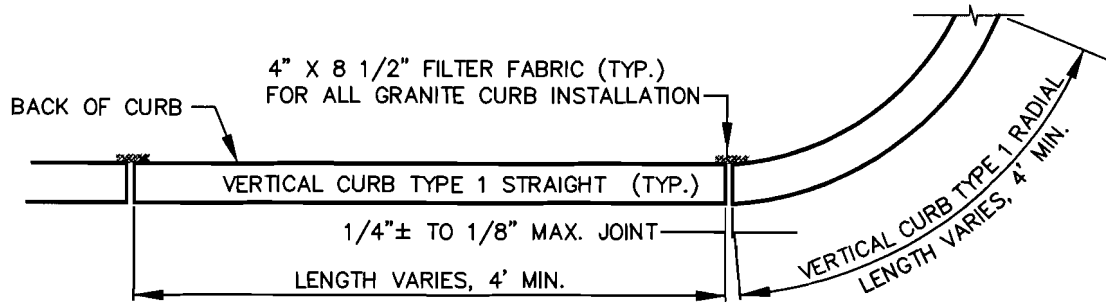 4" X 8 1/2" FILTER FABRIC (TYP.)
FOR ALL GRANITE CURB INSTALLATION
BACK OF CURB
VERTICAL CURB TYPE 1 STRAIGHT (TYP.)
1/4"± TO 1/8" MAX. JOINT
LENGTH VARIES, 4' MIN.
VERTICAL CURB TYPE 1 RADIAL
LENGTH VARIES, 4' MIN.